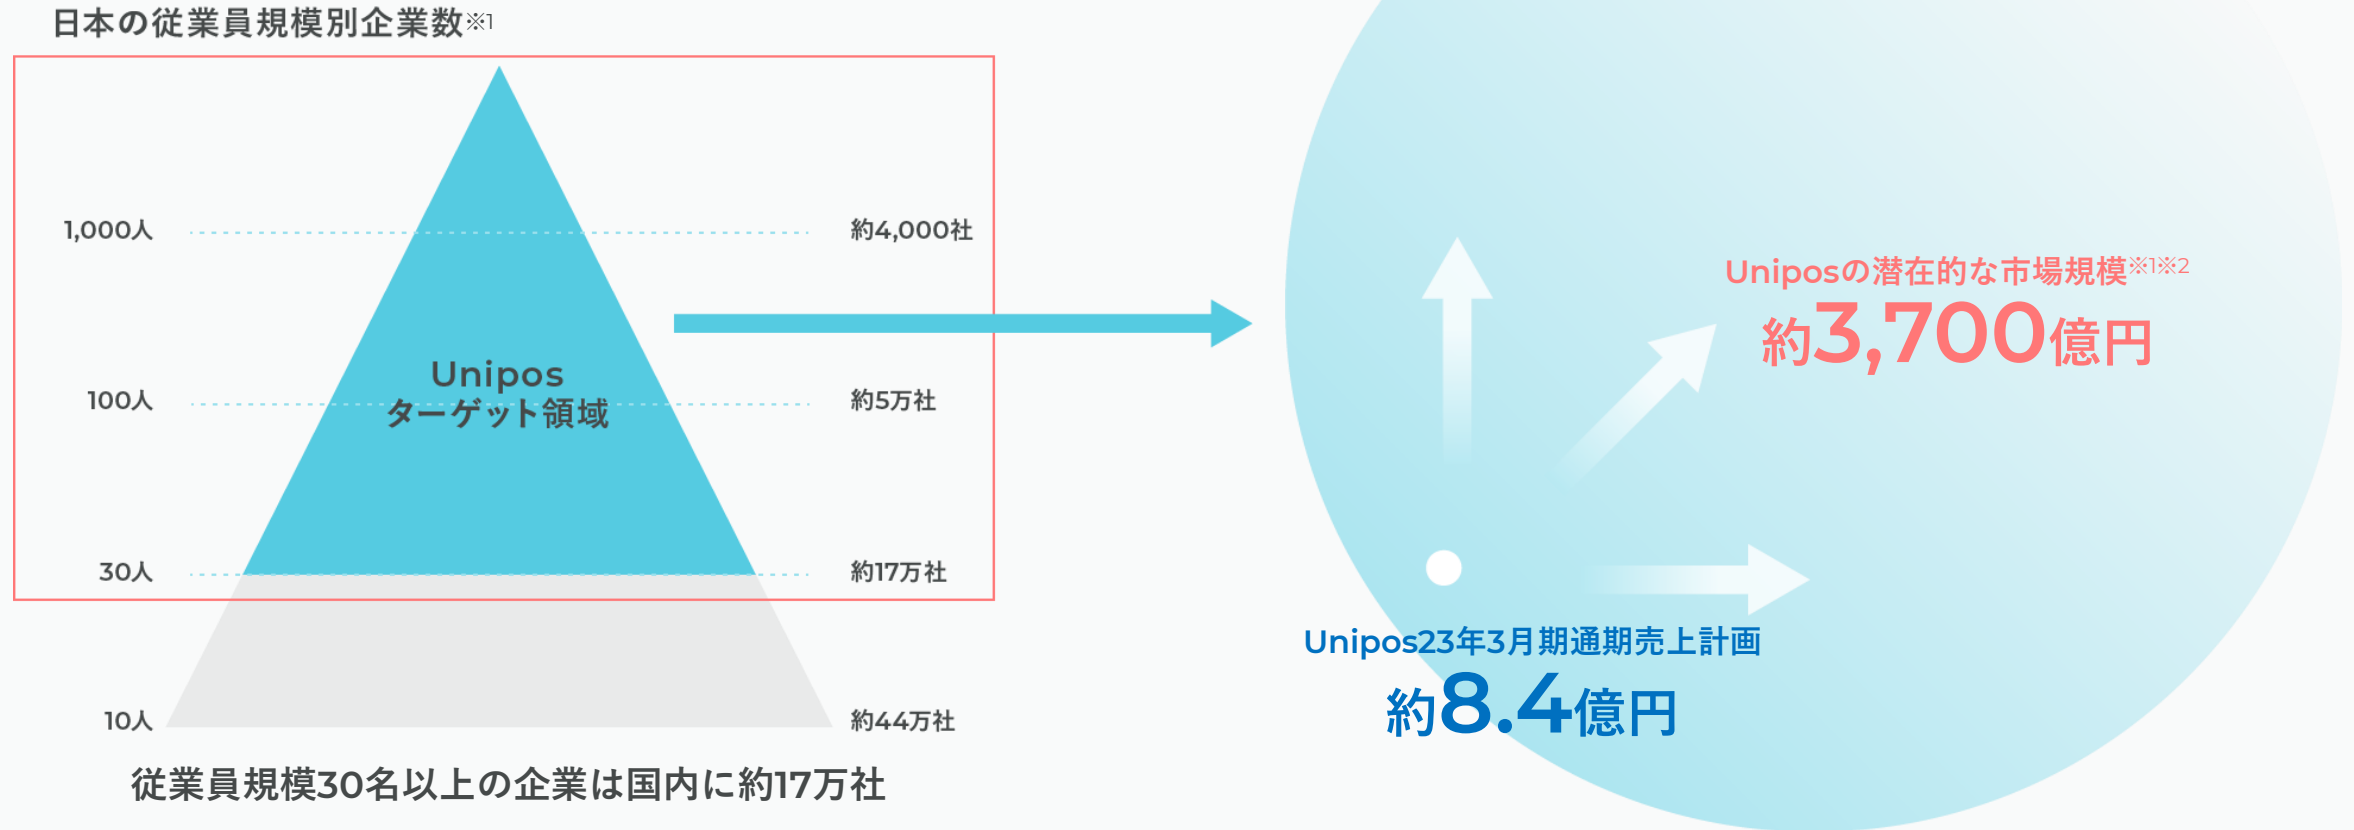 日本の従業員規模別企業数※1
1,000人
約4,000社
Unipos
ターゲット領域
100人
約5万社
30人
約17万社
10人
約44万社
従業員規模30名以上の企業は国内に約17万社
Uniposの潜在的な市場規模※1※2
約3,700億円
Unipos23年3月期通期売上計画
約8.4億円